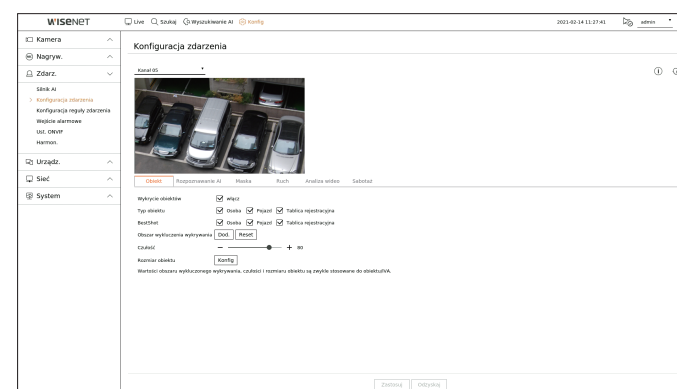 WISENET
Live Szukaj Wyszukiwanie AI Konfig
2021-02-14 11:27:41 admin
Kamera
Nagryw.
Zdarz.
Silnik AI
Konfiguracja zdarzenia
Konfiguracja reguły zdarzenia
Wejście alarmowe
Ust. ONVIF
Harmon.
Urządz.
Sieć
System
Konfiguracja zdarzenia
Kanał 05
Obiekt Rozpoznawanie AI Maska Ruch Analiza wideo Sabotaż
Wykrycie obiektów włącz
Typ obiektu Osoba Pojazd Tablica rejestracyjna
BestShot Osoba Pojazd Tablica rejestracyjna
Obszar wykluczenia wykrywania Dod. Reset
Czułość 80
Rozmiar obiektu Konfig
Wartości obszaru wykluczonego wykrywania, czułości i rozmiaru obiektu są zwykle stosowane do obiektu/IVA.
Zastosuj Odzyskaj